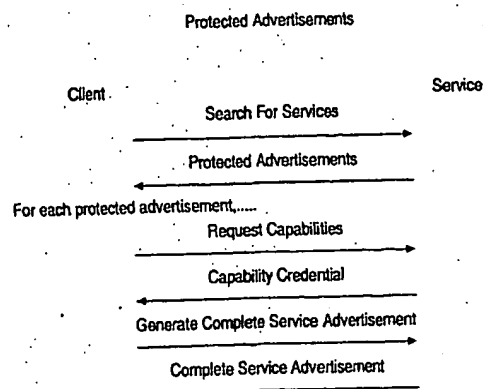 Protected Advertisements
Client
Service
Search For Services
Protected Advertisements
For each protected advertisement,.....
Request Capabilities
Capability Credential
Generate Complete Service Advertisement
Complete Service Advertisement